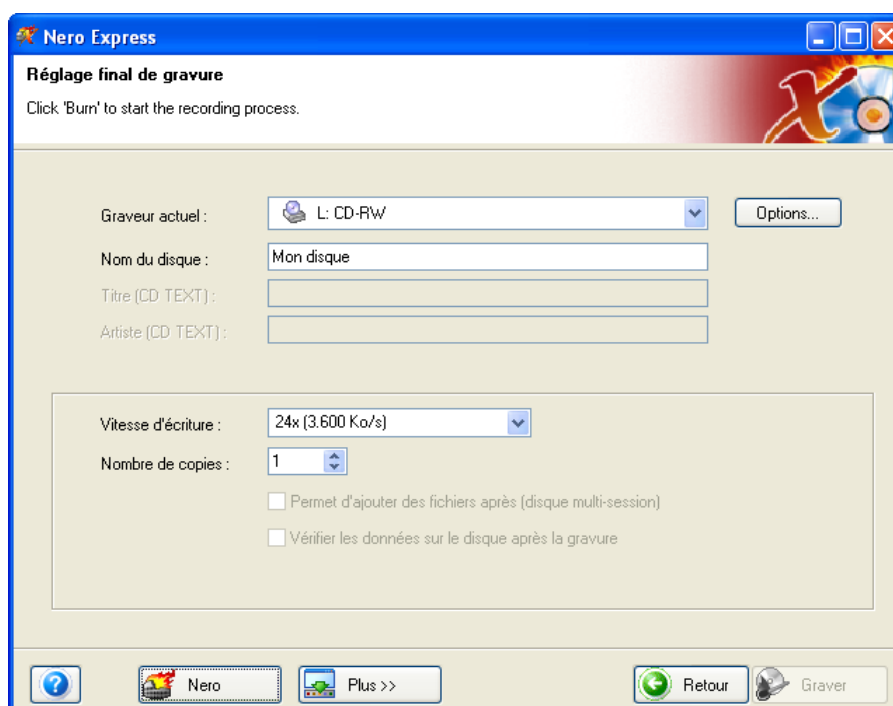 Nero Express
Réglage final de gravure
Click 'Burn' to start the recording process.
Graveur actuel :
L: CD-RW
Options...
Nom du disque :
Mon disque
Titre (CD TEXT) :
Artiste (CD TEXT) :
Vitesse d'écriture :
24x (3.600 Ko/s)
Nombre de copies :
1
Permet d'ajouter des fichiers après (disque multi-session)
Vérifier les données sur le disque après la gravure
Nero
Plus >>
Retour
Graver